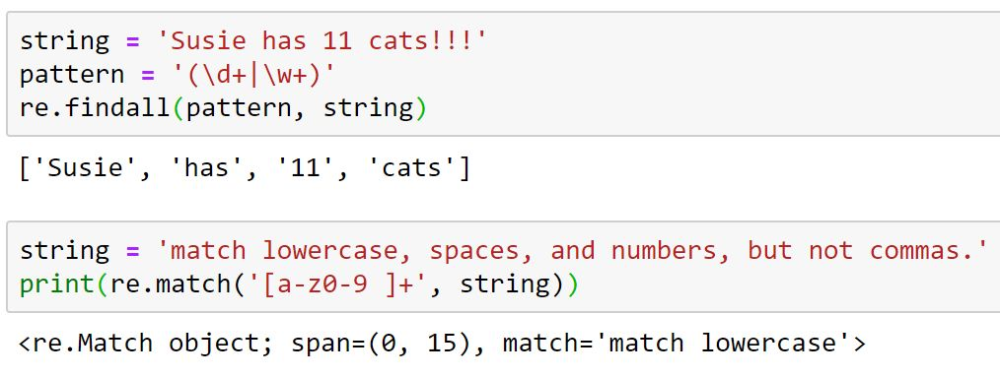 string = 'Susie has 11 cats!!!'
pattern = '(\d+|\w+)'
re.findall(pattern, string)
['Susie', 'has', '11', 'cats']
string = 'match lowercase, spaces, and numbers, but not commas.'
print(re.match('[a-z0-9 ]+', string))
<re.Match object; span=(0, 15), match='match lowercase'>